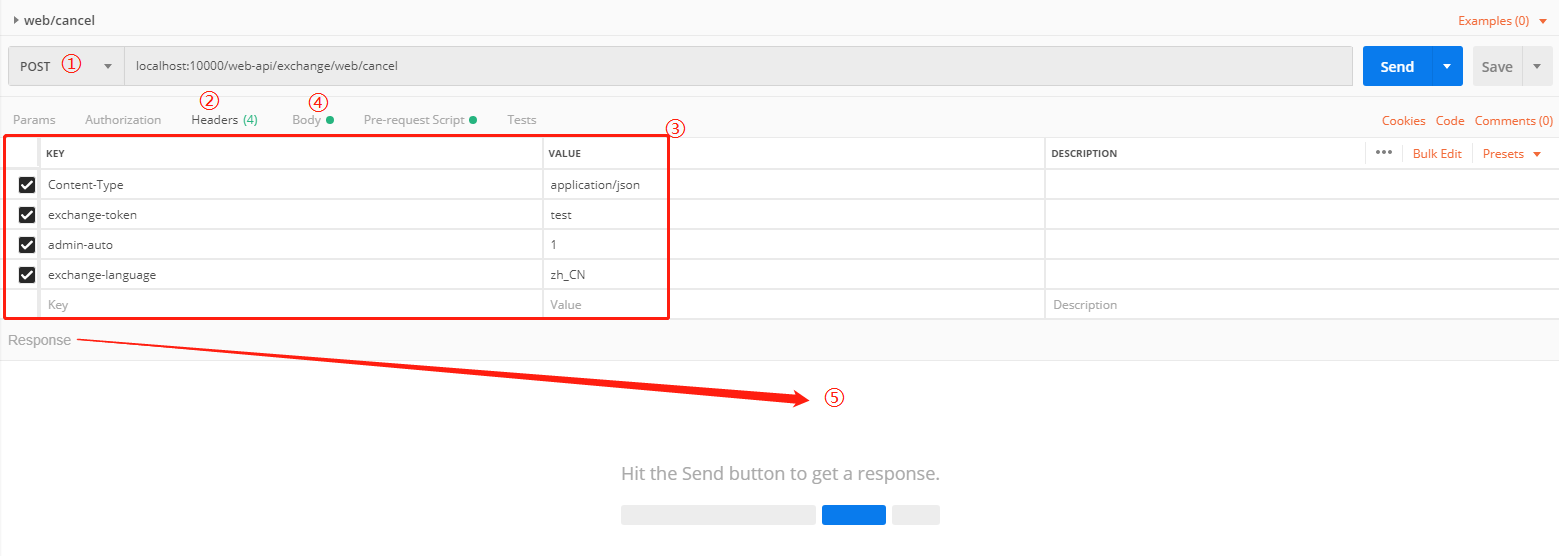 web/cancel Examples (0)
POST ① localhost:10000/web-api/exchange/web/cancel Send Save
② ④
Params Authorization Headers (4) Body Pre-request Script Tests Cookies Code Comments (0)
③
KEY VALUE DESCRIPTION ••• Bulk Edit Presets
Content-Type application/json
exchange-token test
admin-auto 1
exchange-language zh_CN
Key Value Description
Response
⑤
Hit the Send button to get a response.